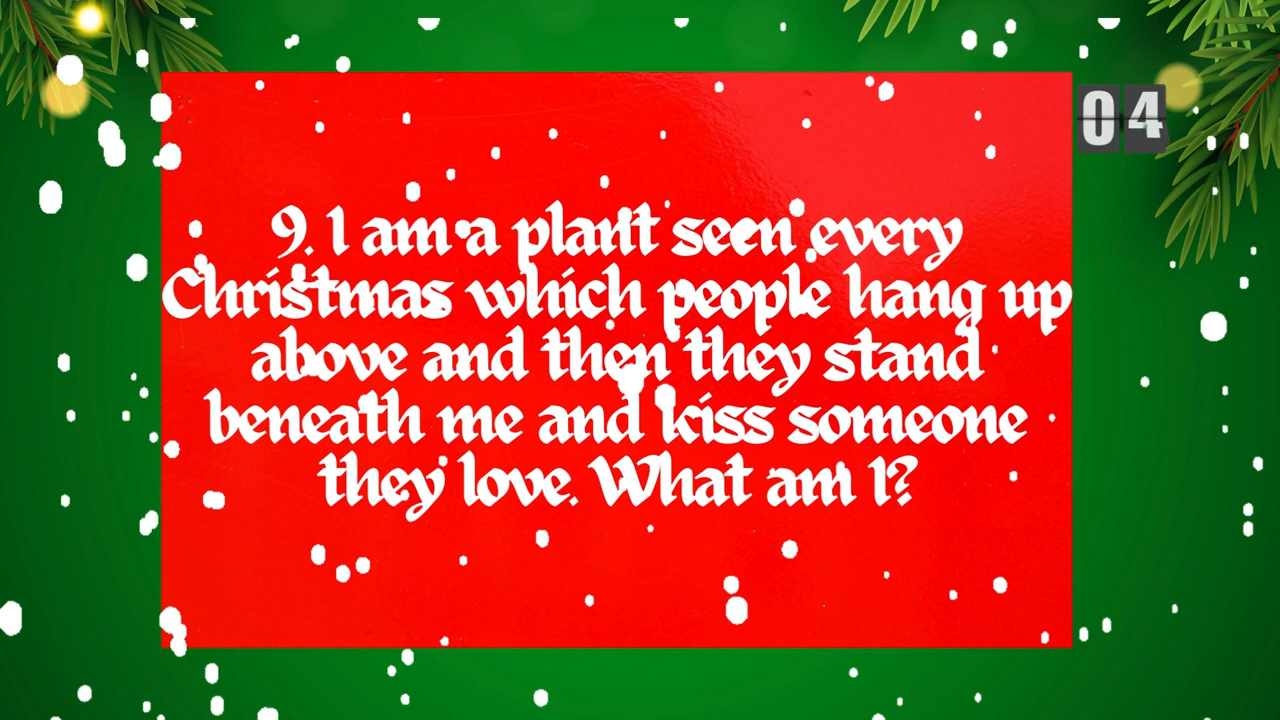 9. I am a plant seen every
Christmas which people hang up
above and then they stand
beneath me and kiss someone
they love. What am I?
04